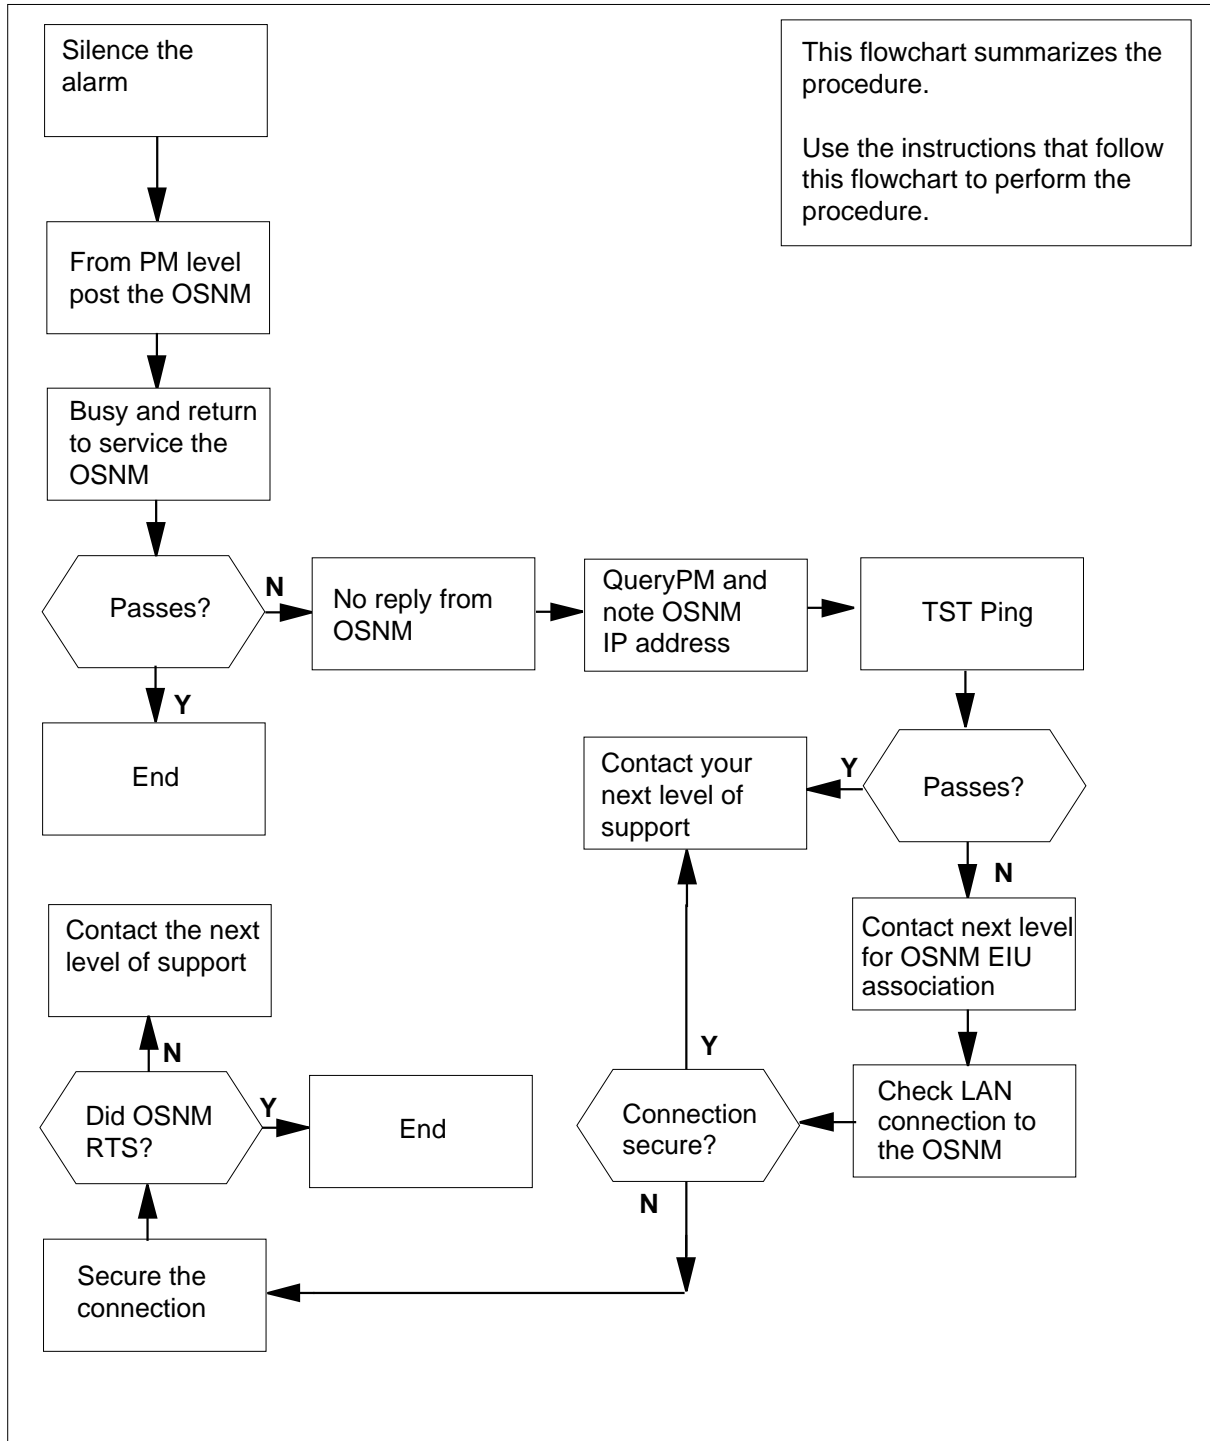 Silence the
alarm
This flowchart summarizes the
procedure.
Use the instructions that follow
this flowchart to perform the
procedure.
From PM level
post the OSNM
Busy and return
to service the
OSNM
Passes?
N
No reply from
OSNM
QueryPM and
note OSNM
IP address
TST Ping
Y
End
Contact your
next level of
support
Y
Passes?
N
Contact next level
for OSNM EIU
association
Contact the next
level of support
N
Y
Did OSNM
RTS?
Y
End
Connection
secure?
Check LAN
connection to
the OSNM
N
Secure the
connection